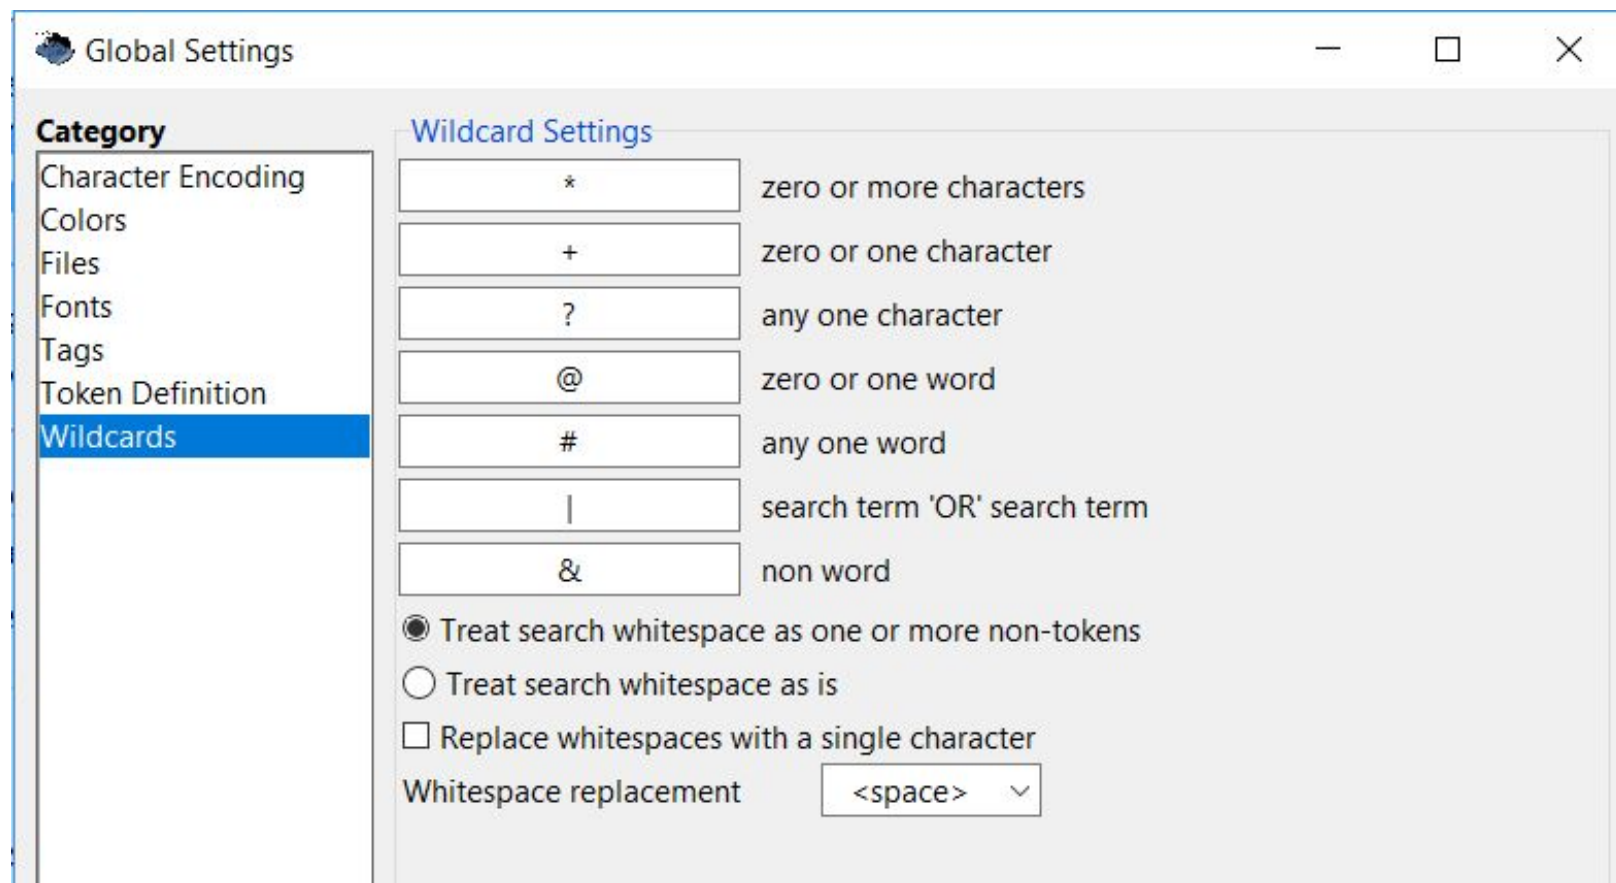 Global Settings
Category
Character Encoding
Colors
Files
Fonts
Tags
Token Definition
Wildcards
Wildcard Settings
* zero or more characters
+ zero or one character
? any one character
@ zero or one word
# any one word
| search term 'OR' search term
& non word
Treat search whitespace as one or more non-tokens
Treat search whitespace as is
Replace whitespaces with a single character
Whitespace replacement <space>